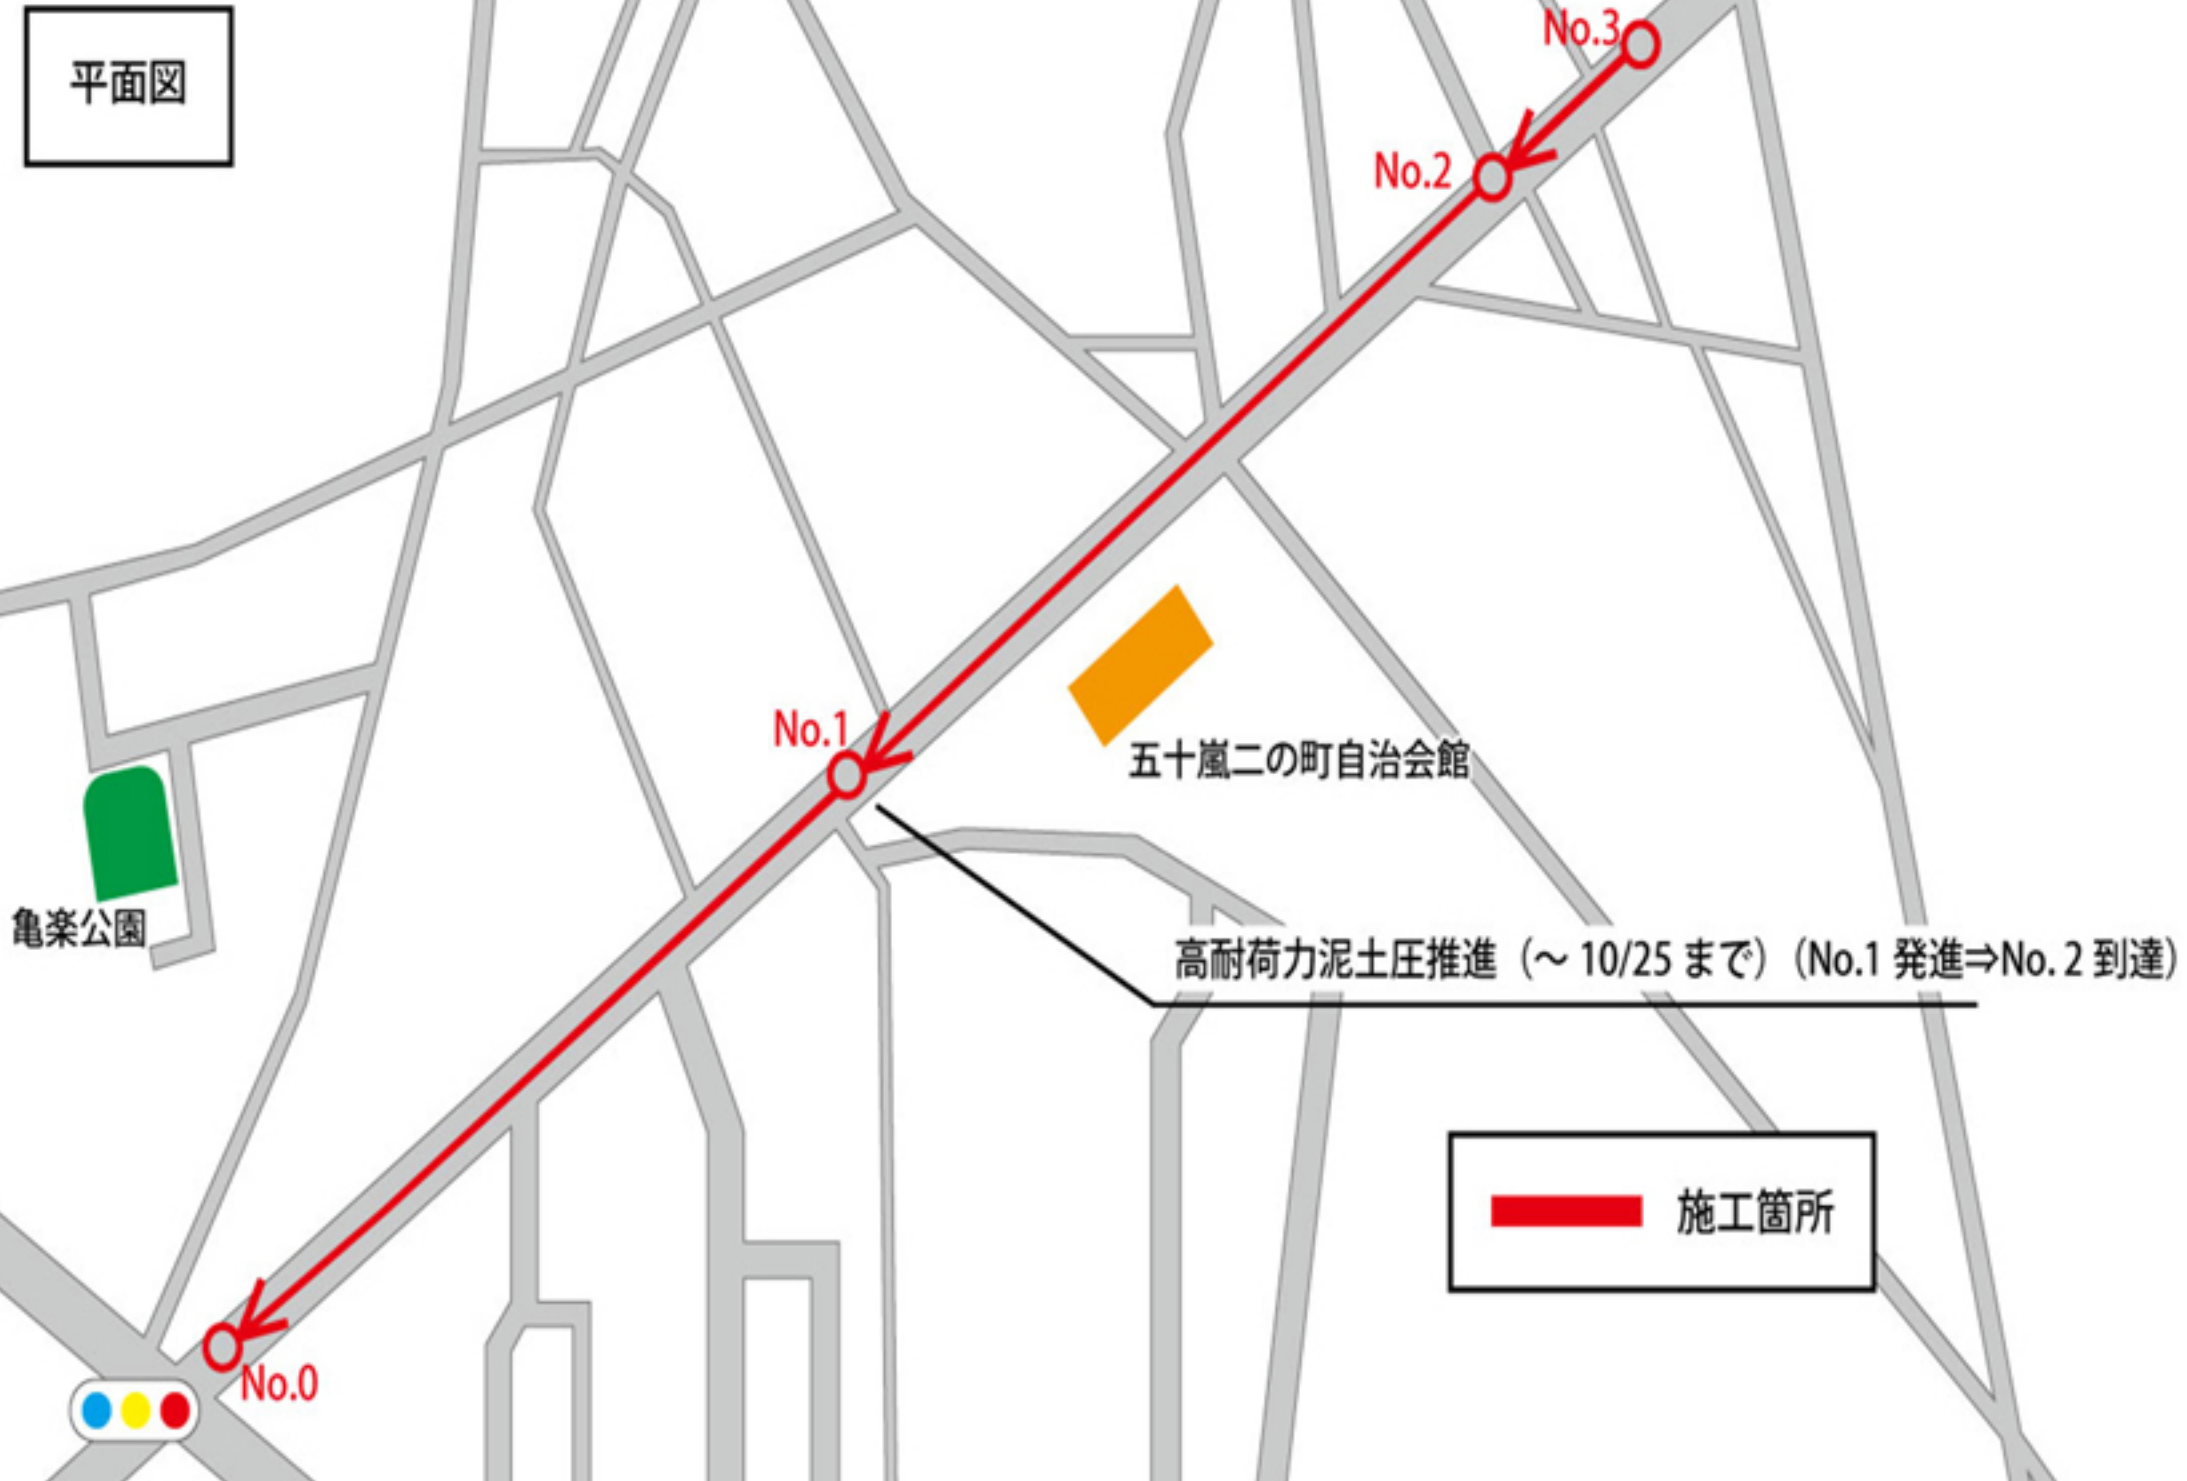 平面図
No.3
No.2
No.1
五十嵐二の町自治会館
亀楽公園
高耐荷力泥土圧推進（～ 10/25 まで）（No.1 発進⇒No. 2 到達）
施工箇所
No.0